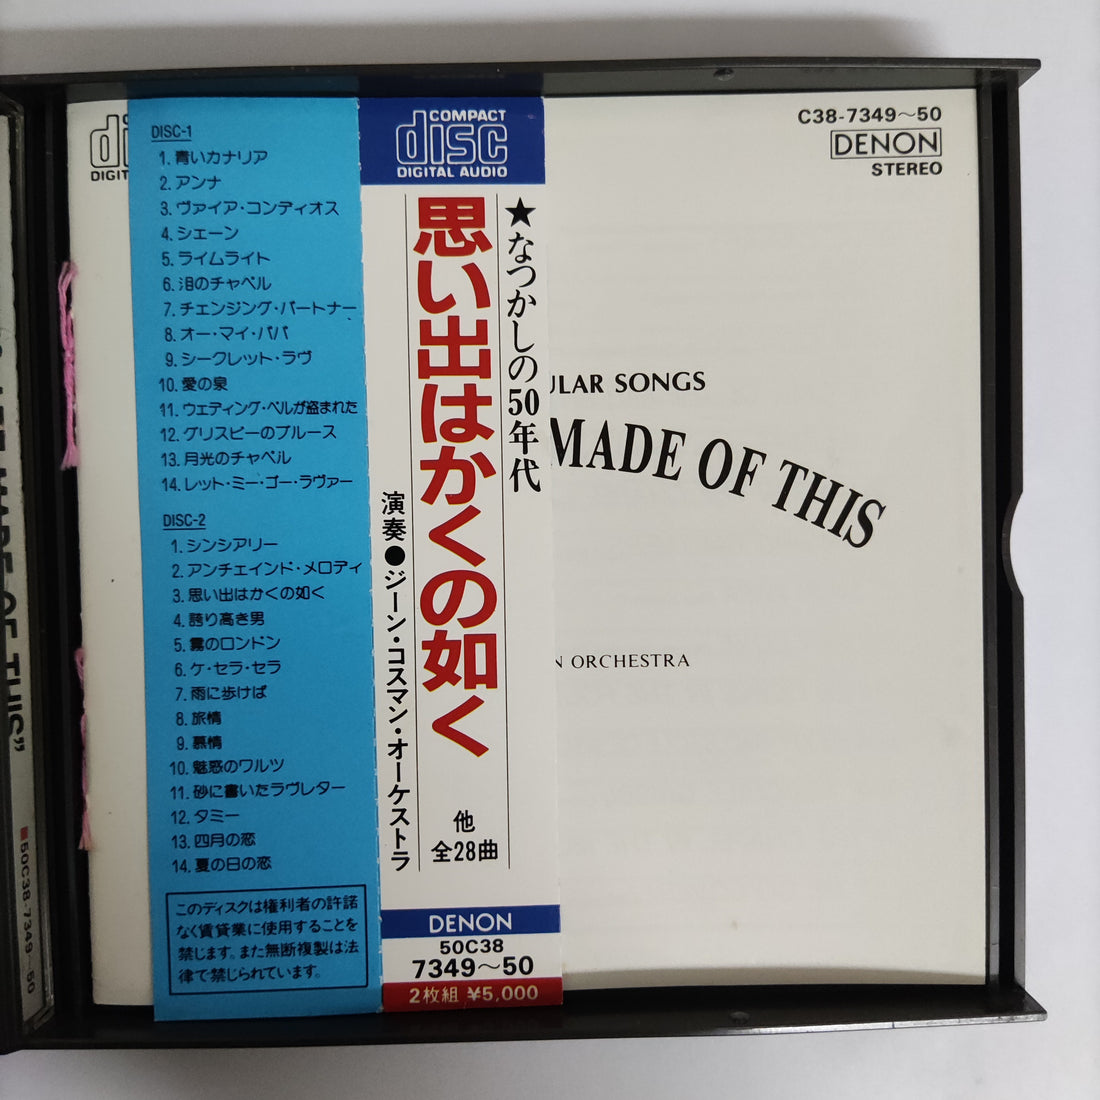 DISC-1
1. 青いカナリア
2. アンナ
3. ヴァイア・コンディオス
4. シェーン
5. ライムライト
6. 泪のチャペル
7. チェンジング・パートナー
8. オー・マイ・パパ
9. シークレット・ラヴ
10. 愛の泉
11. ウェディング・ベルが盗まれた
12. グリスビーのブルース
13. 月光のチャペル
14. レット・ミー・ゴー・ラヴァー
DISC-2
1. シンシアリー
2. アンチェインド・メロディ
3. 思い出はかくの如く
4. 誇り高き男
5. 霧のロンドン
6. ケ・セラ・セラ
7. 雨に歩けば
8. 旅情
9. 慕情
10. 魅惑のワルツ
11. 砂に書いたラヴレター
12. タミー
13. 四月の恋
14. 夏の日の恋
このディスクは権利者の許諾
なく賃貸業に使用することを
禁じます。また無断複製は法
律で禁じられています。
COMPACT
disc
DIGITAL AUDIO
★なつかしの50年代
思い出はかくの如く
演奏●ジーン・コスマン・オーケストラ
他
全28曲
DENON
50C38
7349〜50
2枚組 ¥5,000
C38-7349〜50
DENON
STEREO
SONGS
MADE OF THIS
ORCHESTRA
OF THIS”
■50C38-7349〜50